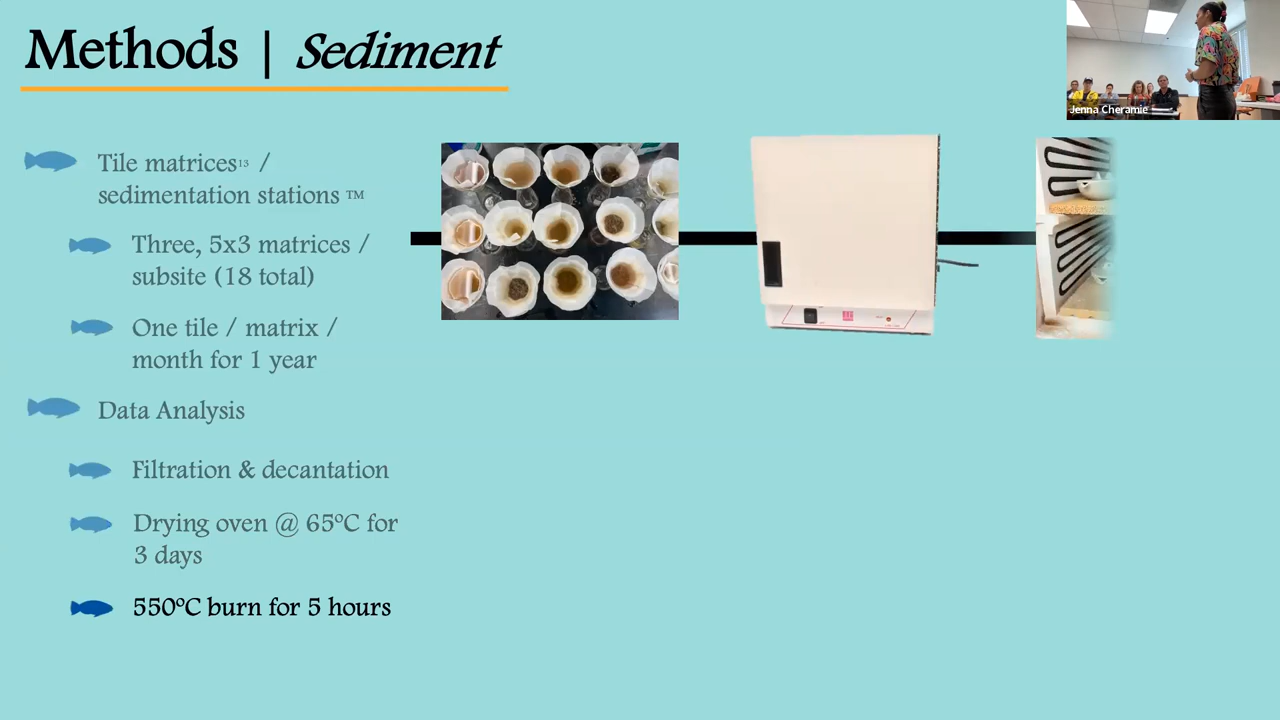 Methods | Sediment
Jenna Cheramie
Tile matrices¹³ /
sedimentation stations ™
Three, 5x3 matrices /
subsite (18 total)
One tile / matrix /
month for 1 year
Data Analysis
Filtration & decantation
Drying oven @ 65ºC for
3 days
550ºC burn for 5 hours